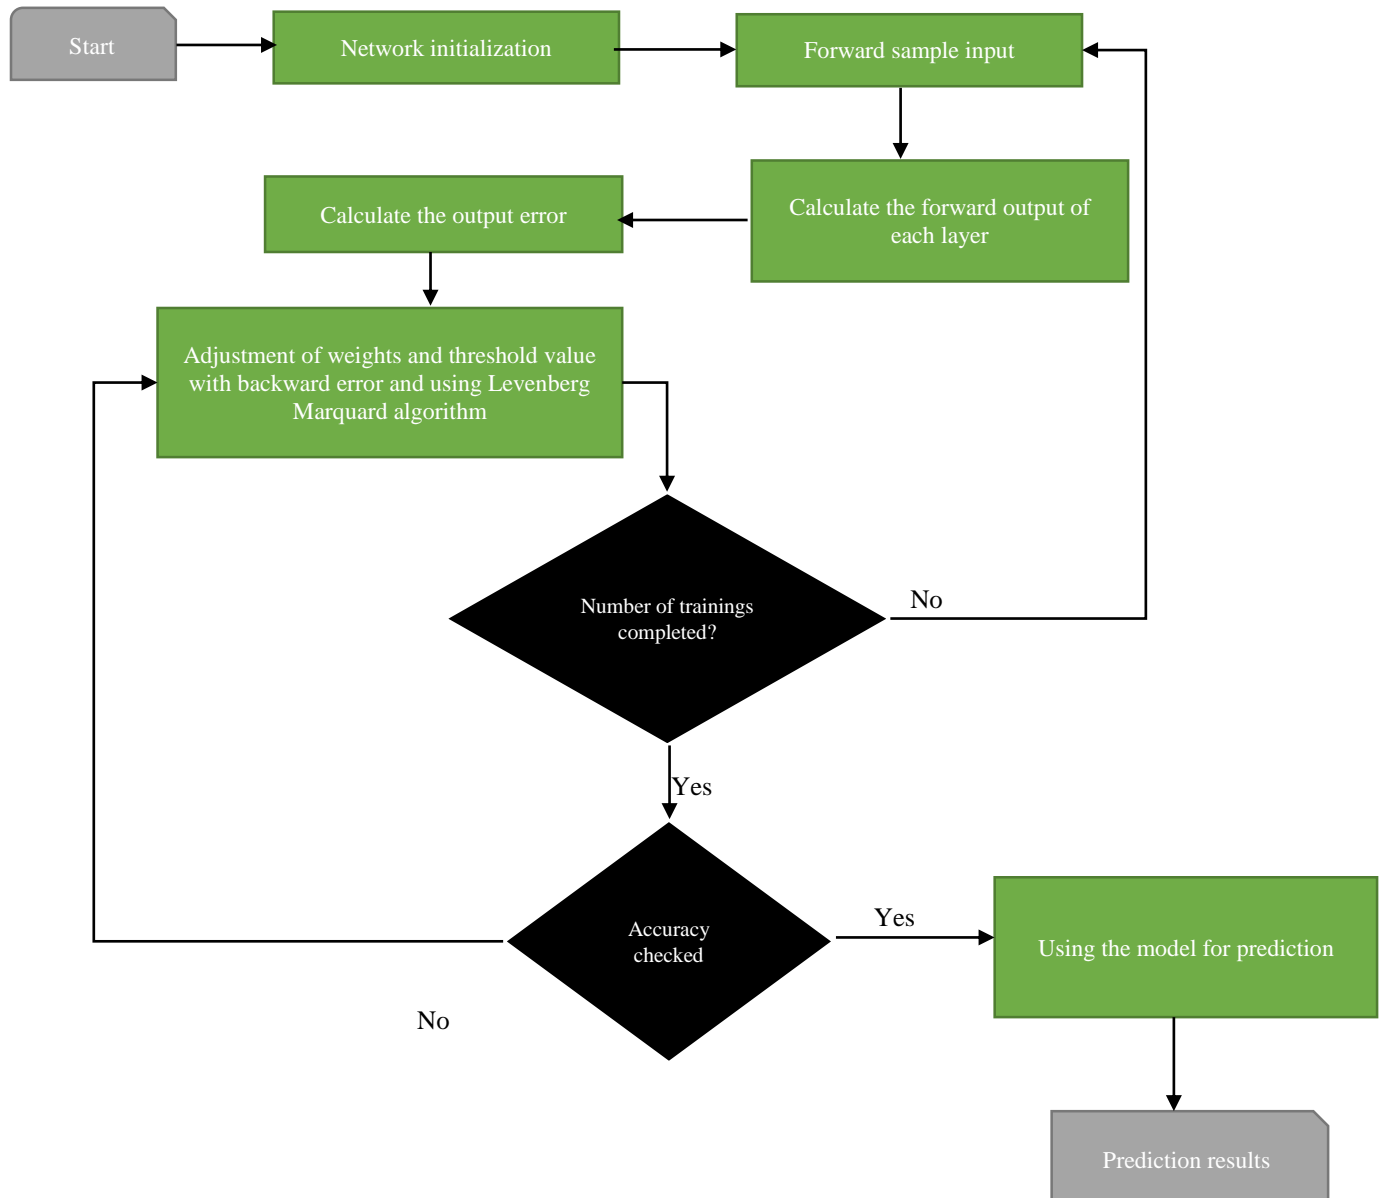 Start
Network initialization
Forward sample input
Calculate the output error
Calculate the forward output of
each layer
Adjustment of weights and threshold value
with backward error and using Levenberg
Marquard algorithm
Number of trainings
completed?
No
Yes
Accuracy
checked
Yes
Using the model for prediction
No
Prediction results